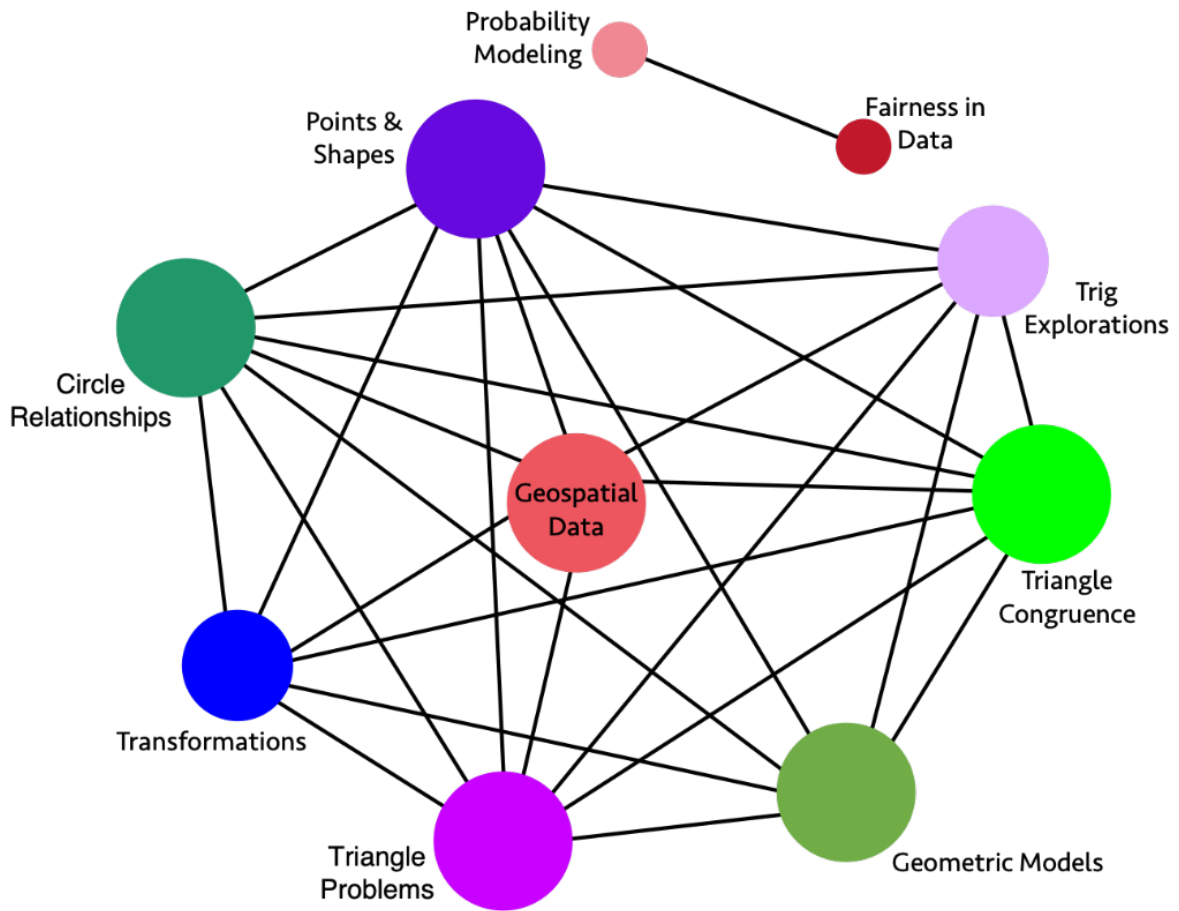 Probability
Modeling
Fairness in
Data
Points &
Shapes
Trig
Explorations
Circle
Relationships
Geospatial
Data
Triangle
Congruence
Transformations
Triangle
Problems
Geometric Models